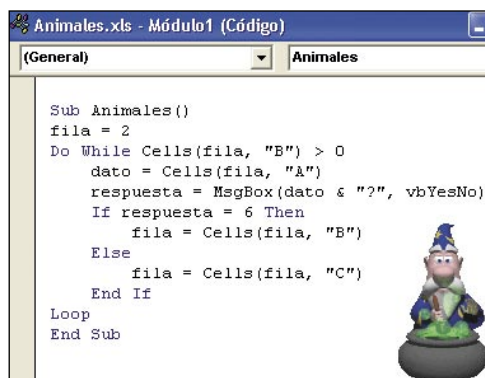 Animales.xls - Módulo1 (Código)
(General) Animales
Sub Animales()
fila = 2
Do While Cells(fila, "B") > 0
dato = Cells(fila, "A")
respuesta = MsgBox(dato & "?", vbYesNo)
If respuesta = 6 Then
fila = Cells(fila, "B")
Else
fila = Cells(fila, "C")
End If
Loop
End Sub